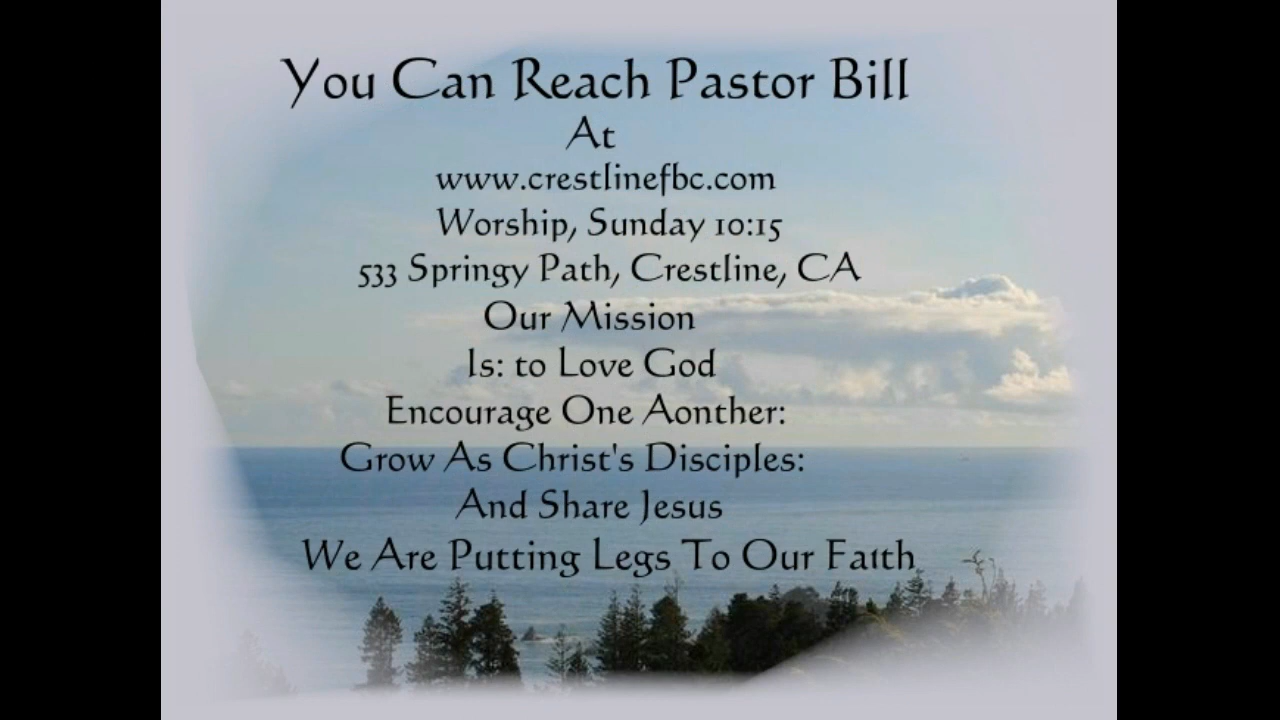 You Can Reach Pastor Bill
At
www.crestlinefbc.com
Worship, Sunday 10:15
533 Springy Path, Crestline, CA
Our Mission
Is: to Love God
Encourage One Aonther:
Grow As Christ's Disciples:
And Share Jesus
We Are Putting Legs To Our Faith